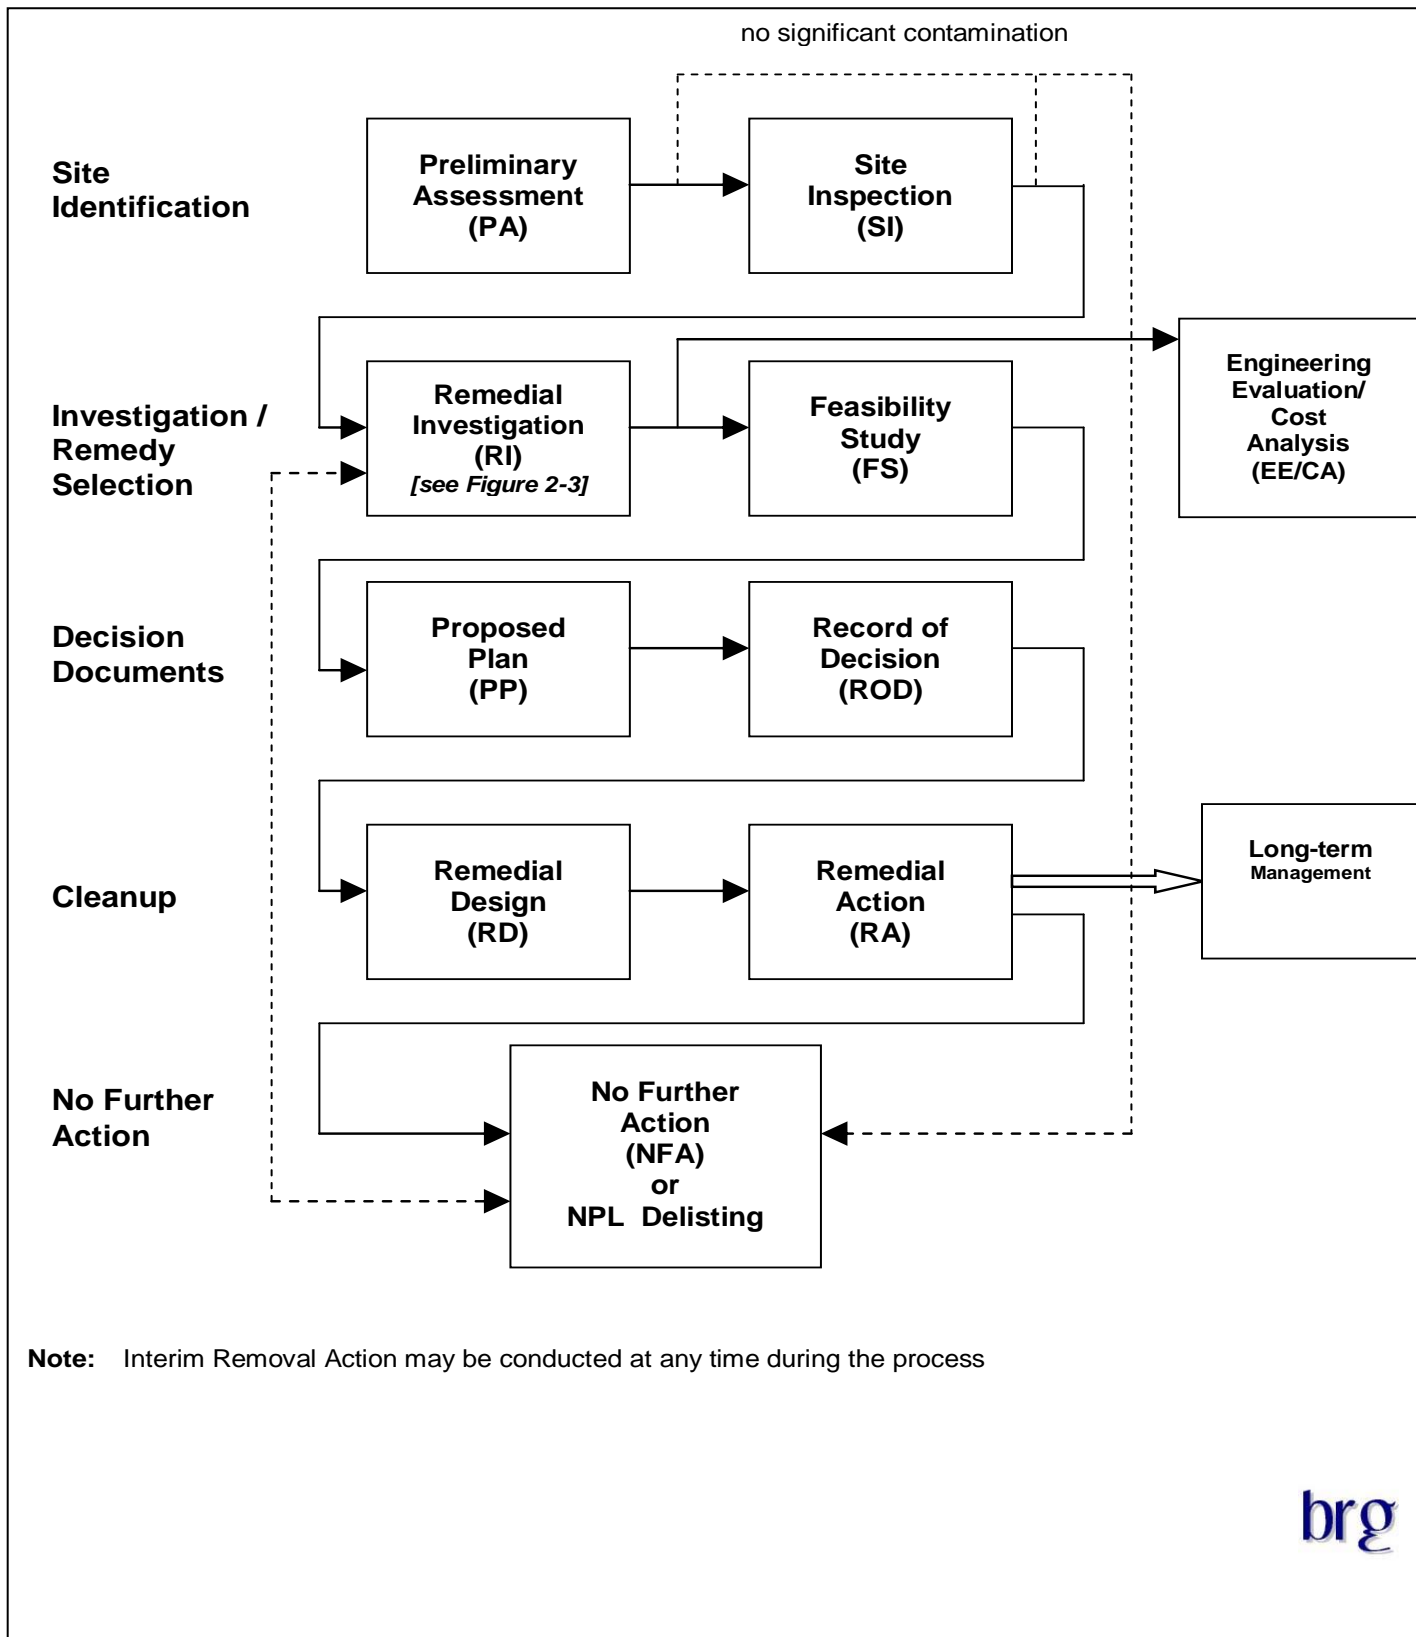 no significant contamination
Site
Identification
Preliminary
Assessment
(PA)
Site
Inspection
(SI)
Investigation /
Remedy
Selection
Remedial
Investigation
(RI)
[see Figure 2-3]
Feasibility
Study
(FS)
Engineering
Evaluation/
Cost
Analysis
(EE/CA)
Decision
Documents
Proposed
Plan
(PP)
Record of
Decision
(ROD)
Cleanup
Remedial
Design
(RD)
Remedial
Action
(RA)
Long-term
Management
No Further
Action
No Further
Action
(NFA)
or
NPL Delisting
Note: Interim Removal Action may be conducted at any time during the process
brg